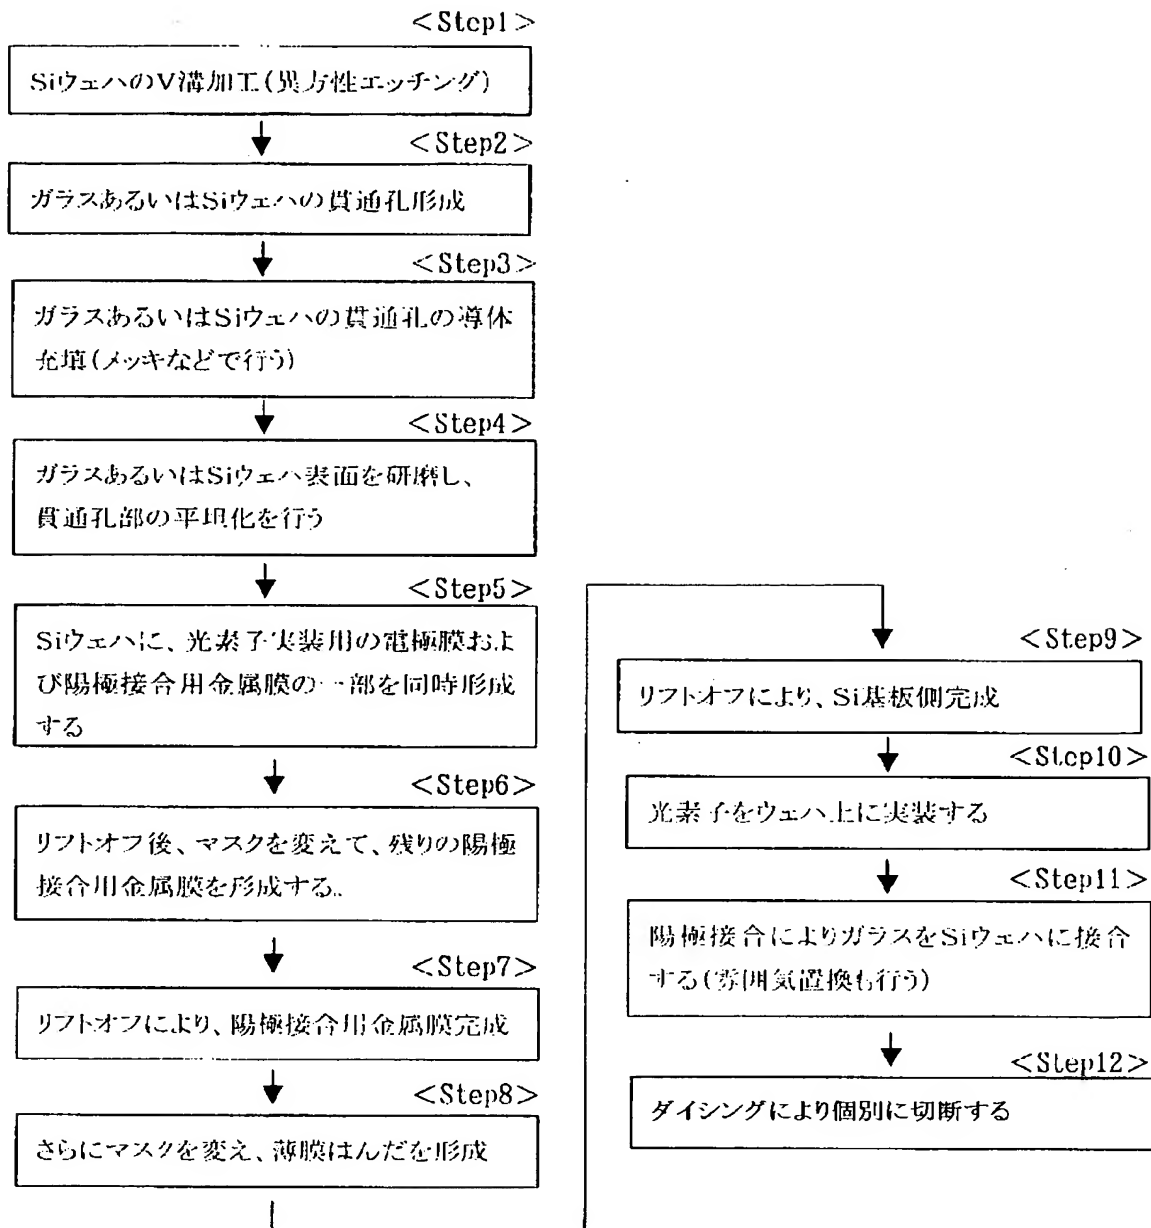 <Step1>
SiウェハのV溝加工(異方性エッチング)
<Step2>
ガラスあるいはSiウェハの貫通孔形成
<Step3>
ガラスあるいはSiウェハの貫通孔の導体
充填(メッキなどで行う)
<Step4>
ガラスあるいはSiウェハ表面を研磨し、
貫通孔部の平坦化を行う
<Step5>
Siウェハに、光素子実装用の電極膜およ
び陽極接合用金属膜の一部を同時形成
する
<Step6>
リフトオフ後、マスクを変えて、残りの陽極
接合用金属膜を形成する。
<Step7>
リフトオフにより、陽極接合用金属膜完成
<Step8>
さらにマスクを変え、薄膜はんだを形成
<Step9>
リフトオフにより、Si基板側完成
<Step10>
光素子をウェハ上に実装する
<Step11>
陽極接合によりガラスをSiウェハに接合
する(雰囲気置換も行う)
<Step12>
ダイシングにより個別に切断する